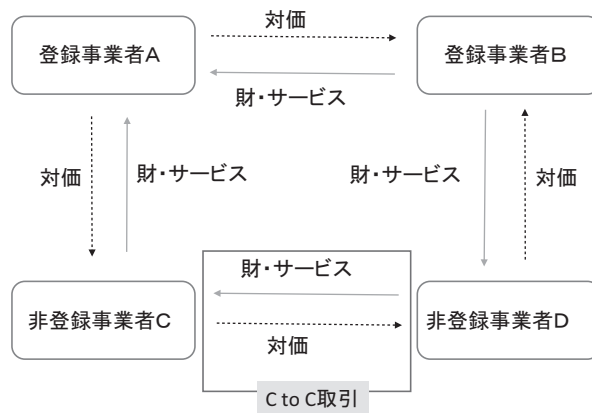 対価
登録事業者A
登録事業者B
財・サービス
対価
財・サービス
財・サービス
対価
財・サービス
非登録事業者C
非登録事業者D
対価
C to C取引